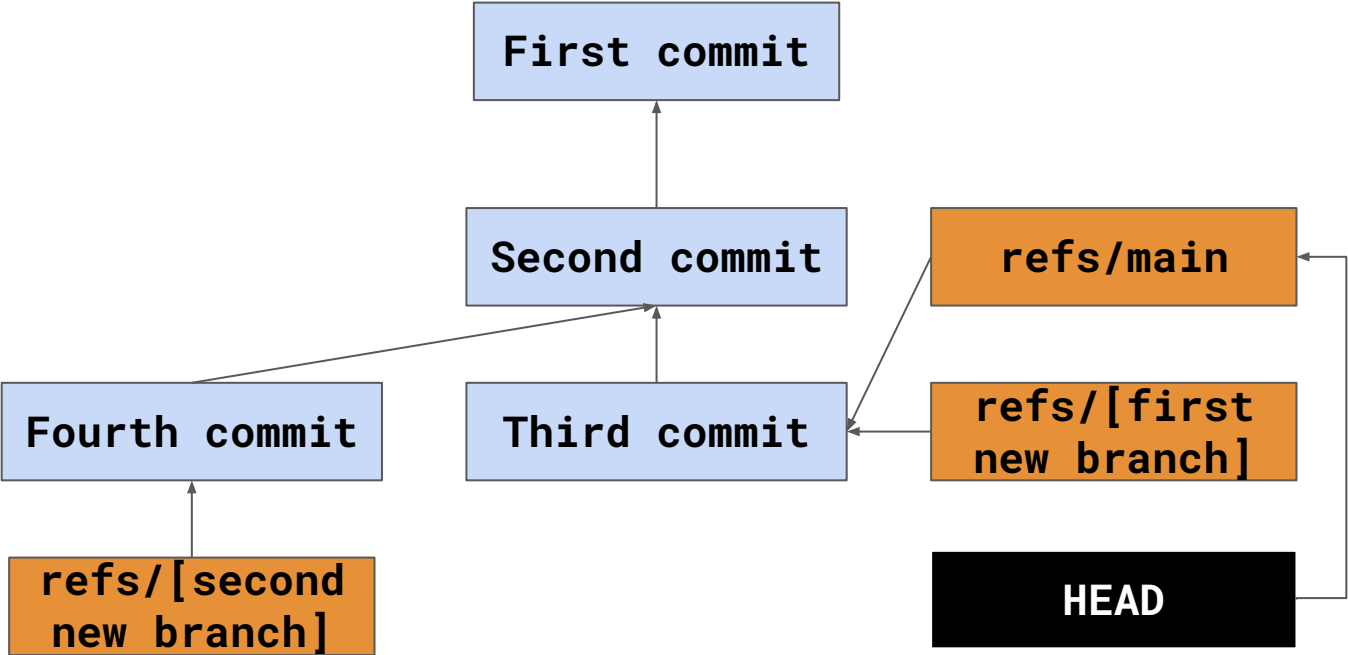 First commit
Second commit
refs/main
Fourth commit
Third commit
refs/[first
new branch]
refs/[second
new branch]
HEAD